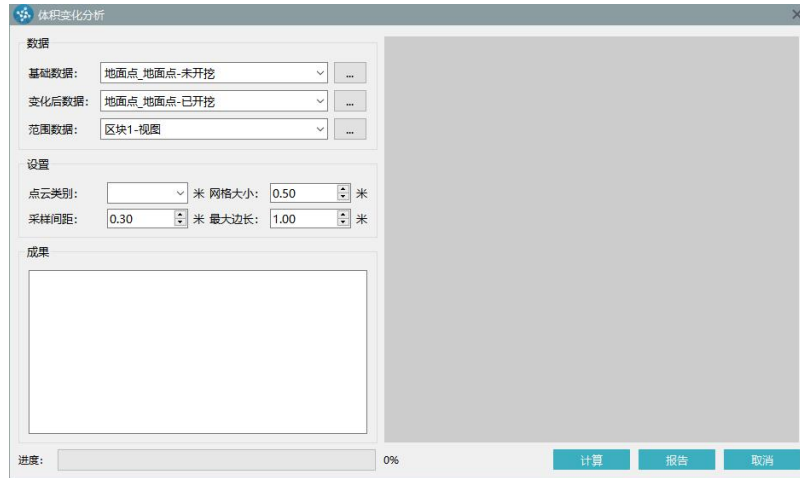 体积变化分析
数据
基础数据: 地面点_地面点-未开挖 ...
变化后数据: 地面点_地面点-已开挖 ...
范围数据: 区块1-视图 ...
设置
点云类别: 米 网格大小: 0.50 米
采样间距: 0.30 米 最大边长: 1.00 米
成果
进度: 0% 计算 报告 取消